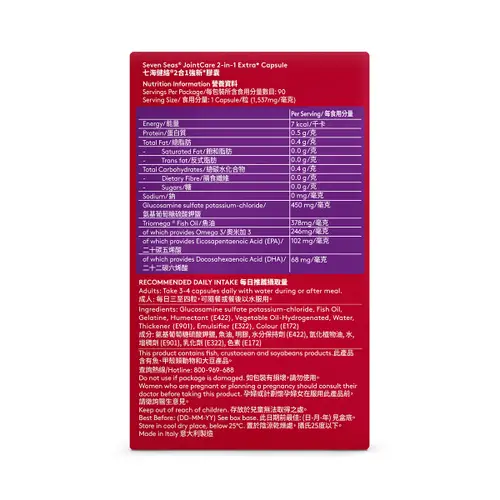 Seven Seas® JointCare 2-in-1 Extra+ Capsule
七海健絡®2合1強新+膠囊
Nutrition Information 營養資料
Servings Per Package/每包裝所含食用分量數目: 90
Serving Size/ 食用分量: 1 Capsule/粒 (1,537mg/毫克)
Per Serving/ 每食用分量
Energy/能量 7 kcal/千卡
Protein/蛋白質 0.5 g/克
Total Fat/總脂肪 0.4 g/克
- Saturated Fat/飽和脂肪 0.0 g/克
- Trans fat/反式脂肪 0.0 g/克
Total Carbohydrates/總碳水化合物 0.4 g/克
- Dietary Fibre/膳食纖維 0.0 g/克
- Sugars/糖 0.0 g/克
Sodium/鈉 0 mg/毫克
Glucosamine sulfate potassium-chloride/ 450 mg/毫克
氨基葡萄糖硫酸鉀鹽
Triomega® Fish Oil/魚油 378mg/毫克
of which provides Omega 3/奧米加 3 246mg/毫克
of which provides Eicosapentaenoic Acid (EPA)/ 102 mg/毫克
二十碳五烯酸
of which provides Docosahexaenoic Acid (DHA)/ 68 mg/毫克
二十二碳六烯酸
RECOMMENDED DAILY INTAKE 每日推薦攝取量
Adults: Take 3-4 capsules daily with water during or after meal.
成人: 每日三至四粒，可隨餐或餐後以水服用。
Ingredients: Glucosamine sulfate potassium-chloride, Fish Oil,
Gelatine, Humectant (E422), Vegetable Oil-Hydrogenated, Water,
Thickener (E901), Emulsifier (E322), Colour (E172)
成分: 氨基葡萄糖硫酸鉀鹽, 魚油, 明膠, 水分保持劑 (E422), 氫化植物油, 水,
增稠劑 (E901), 乳化劑 (E322), 色素 (E172)
This product contains fish, crustacean and soyabeans products. 此產品
含有魚、甲殼類動物和大豆產品。
查詢熱線/Hotline: 800-969-688
Do not use if package is damaged. 如包裝有損壞，請勿使用。
Women who are pregnant or planning a pregnancy should consult their
doctor before taking this product. 孕婦或計劃懷孕婦女在服用此產品前，
請徵詢醫生意見。
Keep out of reach of children. 存放於兒童無法取得之處。
Best Before: (DD-MM-YY) See box base. 此日期前最佳: (日-月-年) 見盒底。
Store in cool dry place, below 25°C. 置於陰涼乾燥處，攝氏25度以下。
Made in Italy 意大利製造